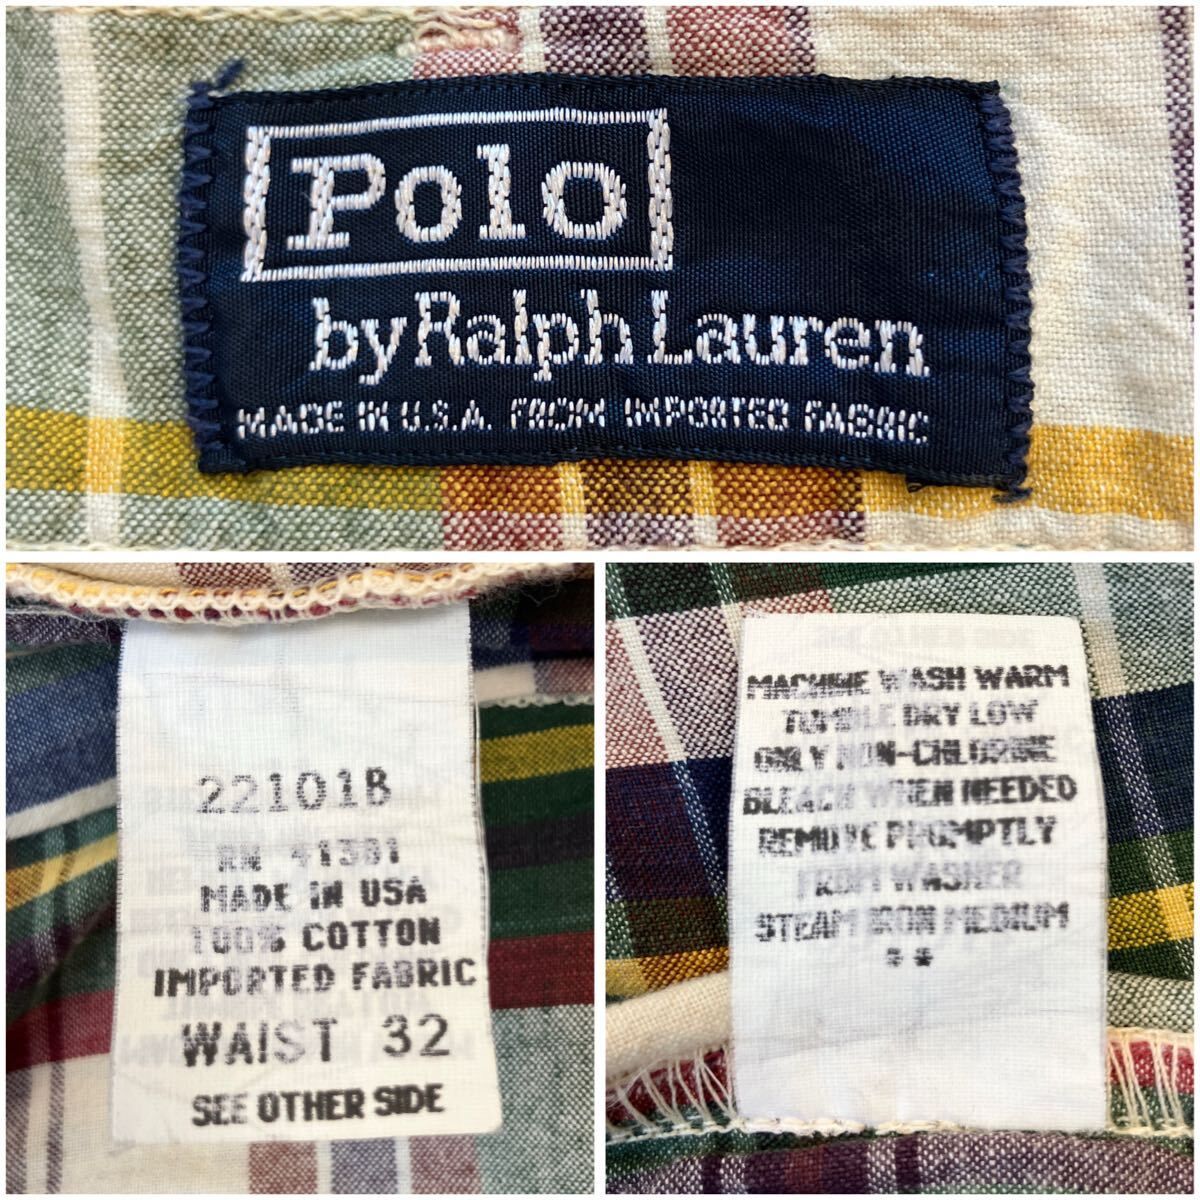 Polo
by Ralph Lauren
MADE IN U.S.A. FROM IMPORTED FABRIC
22101B
RN 41381
MADE IN USA
100% COTTON
IMPORTED FABRIC
WAIST 32
SEE OTHER SIDE
MACHINE WASH WARM
TUMBLE DRY LOW
ONLY NON-CHLORINE
BLEACH WHEN NEEDED
REMOVE PROMPTLY
FROM WASHER
STEAM IRON MEDIUM
**